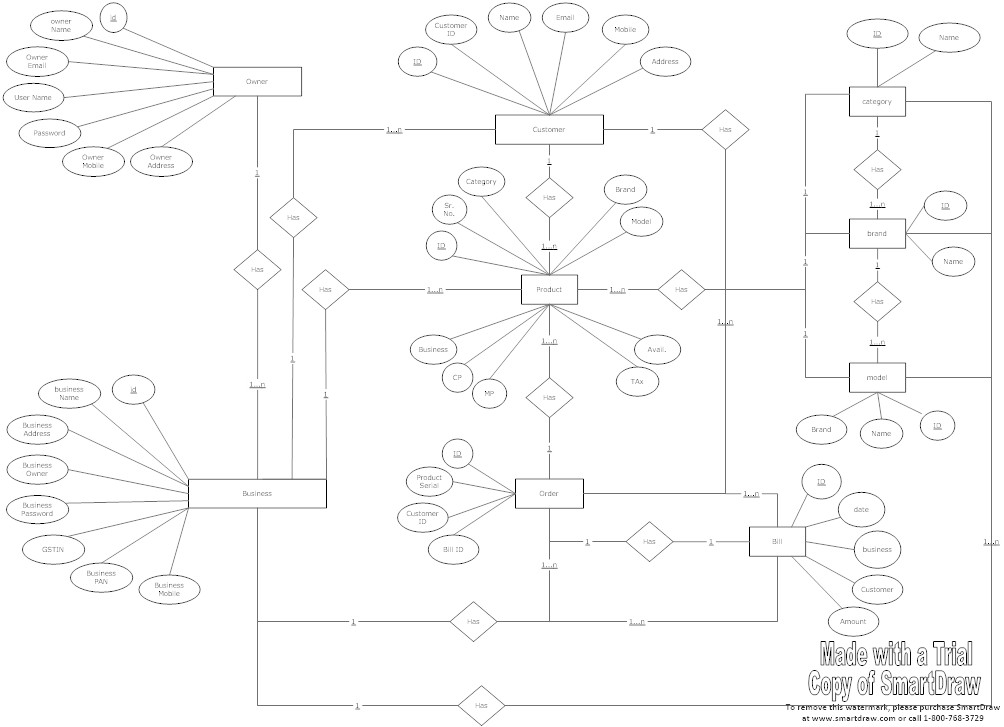 id
owner
Name
Owner
Email
User Name
Password
Owner
Mobile
Owner
Address
Owner
Customer
ID
Name
Email
Mobile
ID
Address
Customer
1...n
1
Has
ID
Name
category
1
Has
1...n
brand
ID
Name
1
Has
1...n
model
Brand
Name
ID
1
1
1
1
Has
1...n
Has
1
1
Has
1...n
Category
Sr.
No.
ID
Brand
Model
Has
1...n
Product
1...n
Has
1
1...n
Business
CP
MP
TAx
Avail.
1...n
Has
1
business
Name
id
Business
Address
Business
Owner
Business
Password
GSTIN
Business
PAN
Business
Mobile
Business
ID
Product
Serial
Customer
ID
Bill ID
Order
1...n
1
Has
1
Bill
ID
date
business
Customer
Amount
1...n
1...n
1
Has
1...n
1
Has
Made with a Trial
Copy of SmartDraw
To remove this watermark, please purchase SmartDraw
at www.smartdraw.com or call 1-800-768-3729